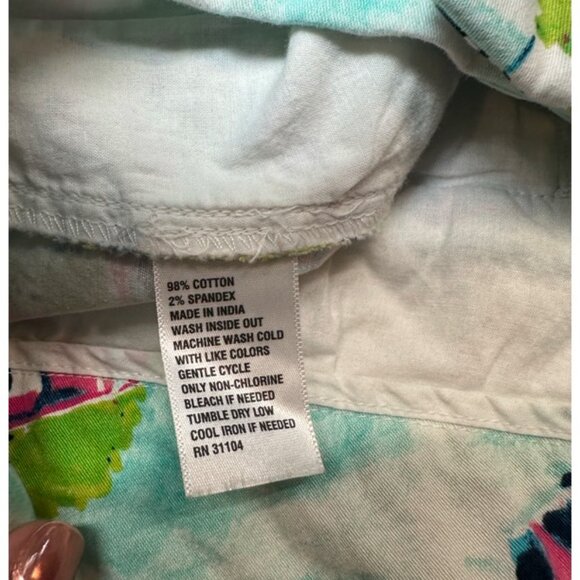 98% COTTON
2% SPANDEX
MADE IN INDIA
WASH INSIDE OUT
MACHINE WASH COLD
WITH LIKE COLORS
GENTLE CYCLE
ONLY NON-CHLORINE
BLEACH IF NEEDED
TUMBLE DRY LOW
COOL IRON IF NEEDED
RN 31104